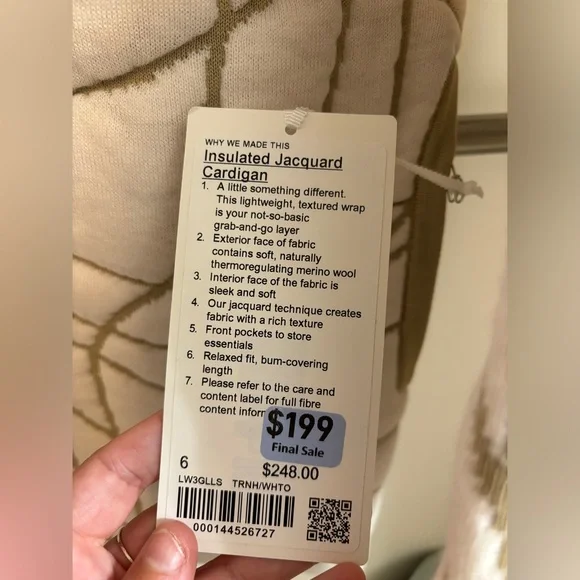 WHY WE MADE THIS
Insulated Jacquard
Cardigan
1. A little something different.
This lightweight, textured wrap
is your not-so-basic
grab-and-go layer
2. Exterior face of fabric
contains soft, naturally
thermoregulating merino wool
3. Interior face of the fabric is
sleek and soft
4. Our jacquard technique creates
fabric with a rich texture
5. Front pockets to store
essentials
6. Relaxed fit, bum-covering
length
7. Please refer to the care and
content label for full fibre
content
$199
Final Sale
6
$248.00
LW3GLLS TRNH/WHTO
000144526727